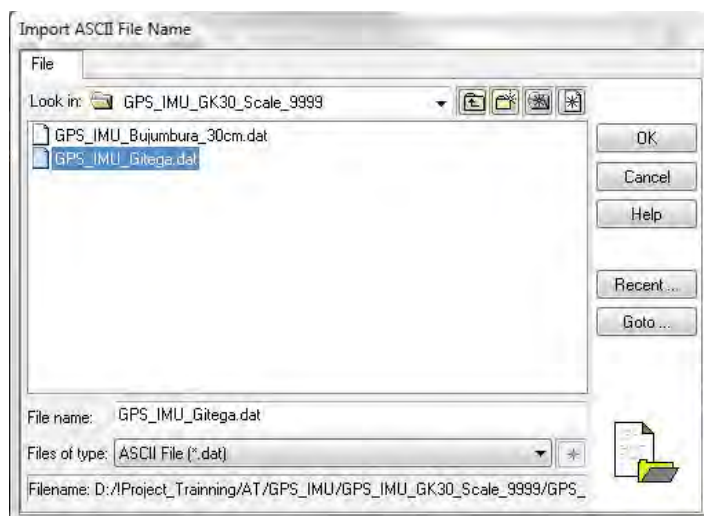 Import ASCII File Name
File
Look in: GPS_IMU_GK30_Scale_9999
GPS_IMU_Bujumbura_30cm.dat
GPS_IMU_Gitega.dat
OK
Cancel
Help
Recent ...
Goto ...
File name: GPS_IMU_Gitega.dat
Files of type: ASCII File (*.dat)
Filename: D:/!Project_Trainning/AT/GPS_IMU/GPS_IMU_GK30_Scale_9999/GPS_